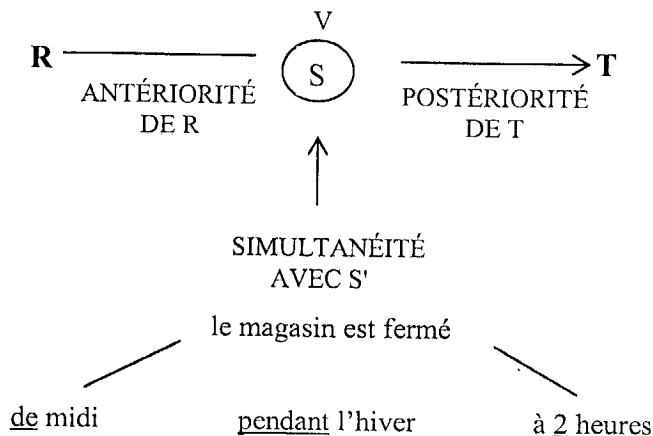 V
R S T
ANTÉRIORITÉ POSTÉRIORITÉ
DE R DE T
SIMULTANÉITÉ
AVEC S'
le magasin est fermé
de midi pendant l'hiver à 2 heures